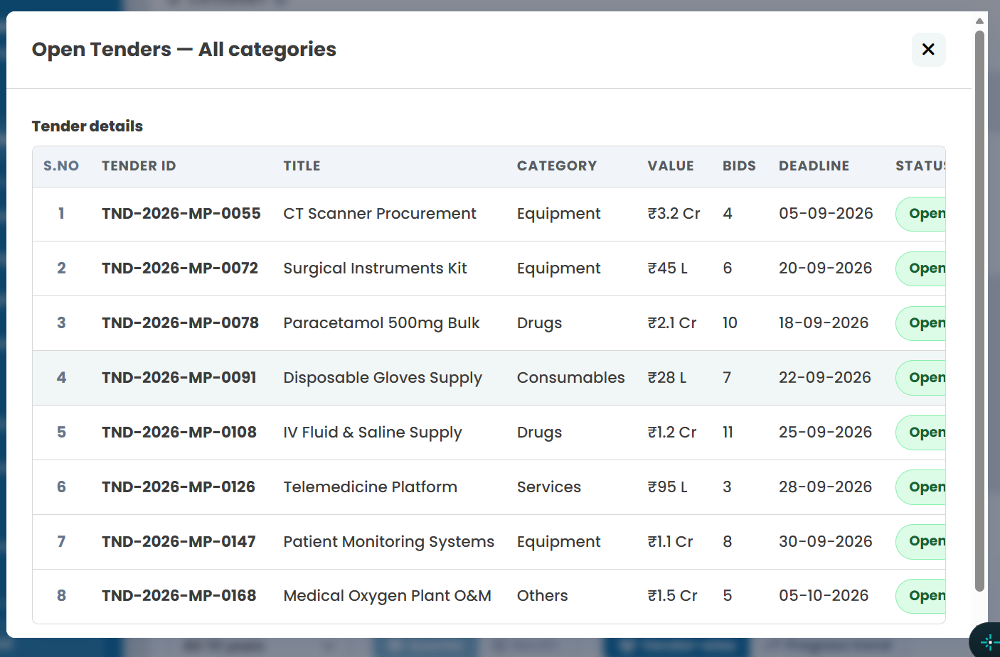 Open Tenders — All categories
Tender details
S.NO TENDER ID TITLE CATEGORY VALUE BIDS DEADLINE STATUS
1 TND-2026-MP-0055 CT Scanner Procurement Equipment ₹3.2 Cr 4 05-09-2026 Open
2 TND-2026-MP-0072 Surgical Instruments Kit Equipment ₹45 L 6 20-09-2026 Open
3 TND-2026-MP-0078 Paracetamol 500mg Bulk Drugs ₹2.1 Cr 10 18-09-2026 Open
4 TND-2026-MP-0091 Disposable Gloves Supply Consumables ₹28 L 7 22-09-2026 Open
5 TND-2026-MP-0108 IV Fluid & Saline Supply Drugs ₹1.2 Cr 11 25-09-2026 Open
6 TND-2026-MP-0126 Telemedicine Platform Services ₹95 L 3 28-09-2026 Open
7 TND-2026-MP-0147 Patient Monitoring Systems Equipment ₹1.1 Cr 8 30-09-2026 Open
8 TND-2026-MP-0168 Medical Oxygen Plant O&M Others ₹1.5 Cr 5 05-10-2026 Open